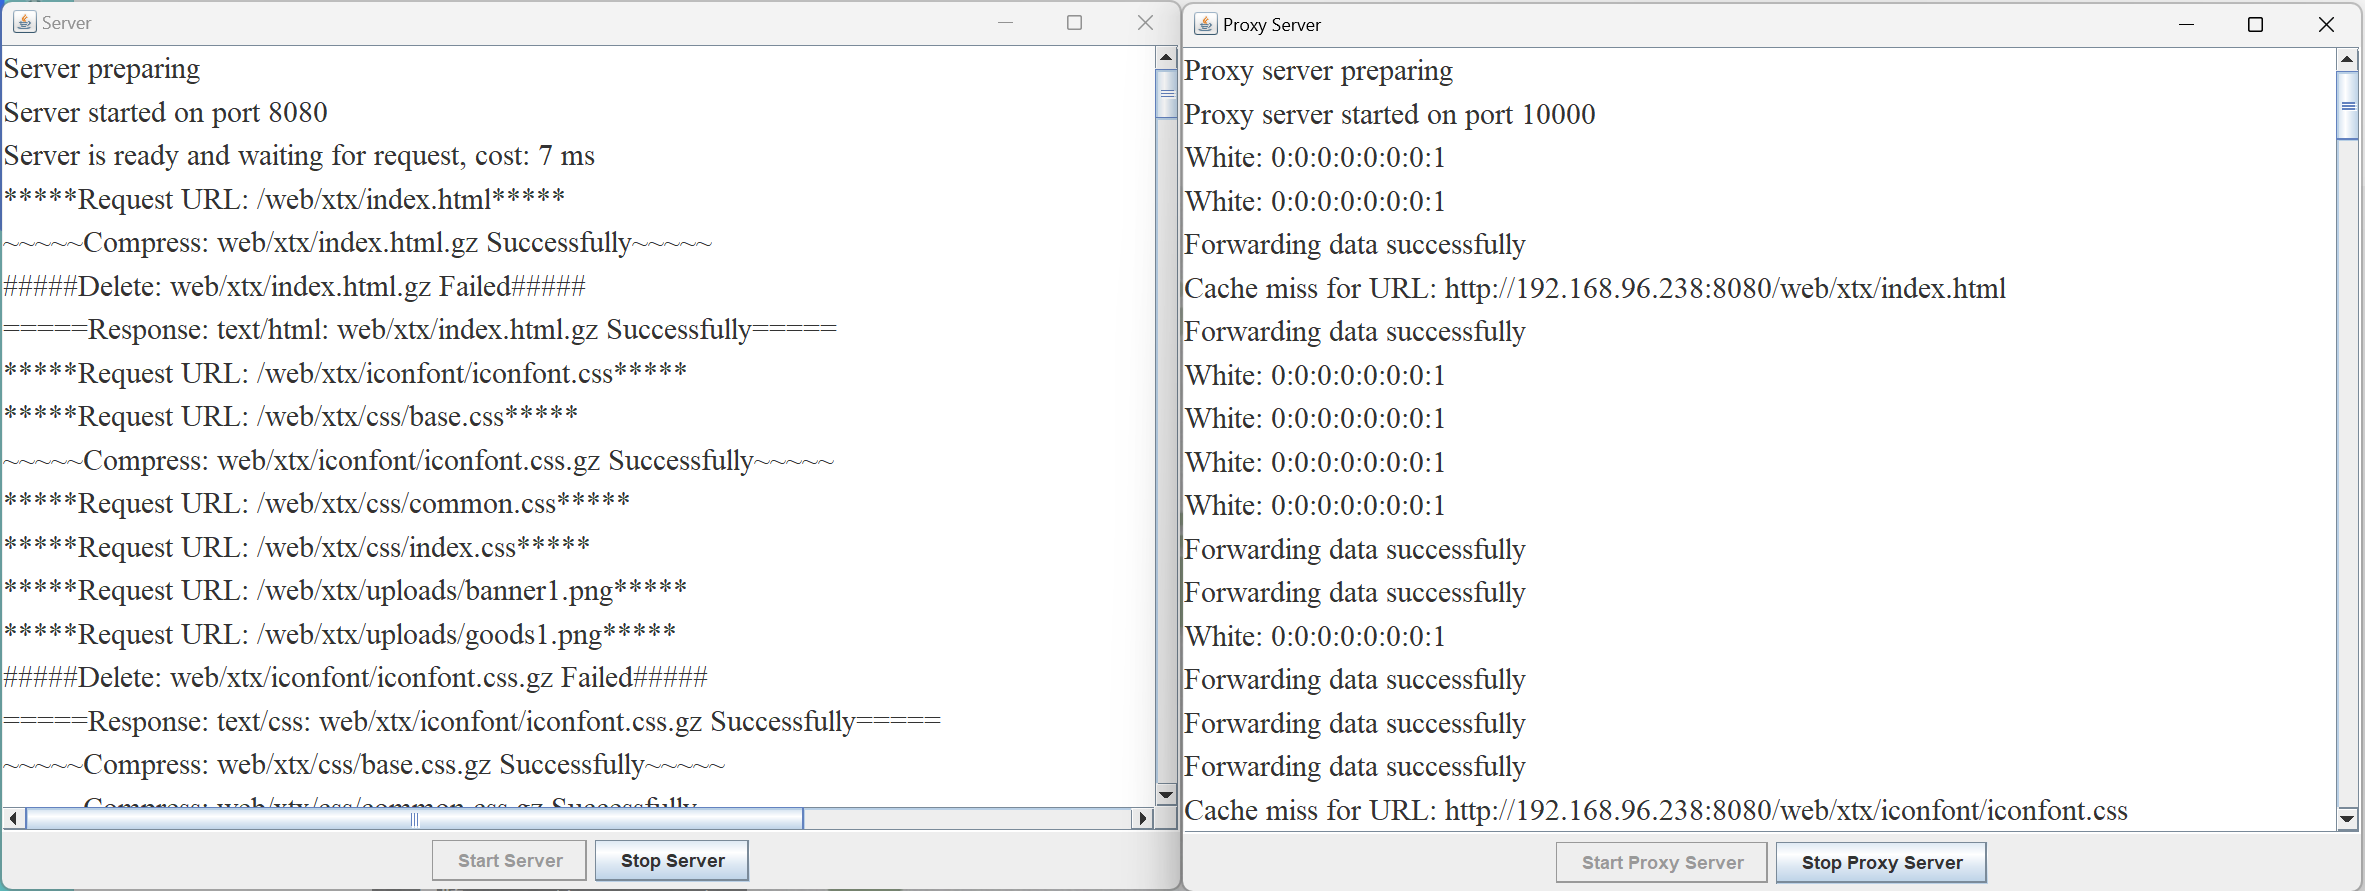 Server
Server preparing
Server started on port 8080
Server is ready and waiting for request, cost: 7 ms
*****Request URL: /web/xtx/index.html*****
~~~~~Compress: web/xtx/index.html.gz Successfully~~~~~
#####Delete: web/xtx/index.html.gz Failed#####
=====Response: text/html: web/xtx/index.html.gz Successfully=====
*****Request URL: /web/xtx/iconfont/iconfont.css*****
*****Request URL: /web/xtx/css/base.css*****
~~~~~Compress: web/xtx/iconfont/iconfont.css.gz Successfully~~~~~
*****Request URL: /web/xtx/css/common.css*****
*****Request URL: /web/xtx/css/index.css*****
*****Request URL: /web/xtx/uploads/banner1.png*****
*****Request URL: /web/xtx/uploads/goods1.png*****
#####Delete: web/xtx/iconfont/iconfont.css.gz Failed#####
=====Response: text/css: web/xtx/iconfont/iconfont.css.gz Successfully=====
~~~~~Compress: web/xtx/css/base.css.gz Successfully~~~~~
~~~~~Compress: web/xtx/css/common.css.gz Successfully~~~~~
Start Server
Stop Server
Proxy Server
Proxy server preparing
Proxy server started on port 10000
White: 0:0:0:0:0:0:0:1
White: 0:0:0:0:0:0:0:1
Forwarding data successfully
Cache miss for URL: http://192.168.96.238:8080/web/xtx/index.html
Forwarding data successfully
White: 0:0:0:0:0:0:0:1
White: 0:0:0:0:0:0:0:1
White: 0:0:0:0:0:0:0:1
White: 0:0:0:0:0:0:0:1
Forwarding data successfully
Forwarding data successfully
White: 0:0:0:0:0:0:0:1
Forwarding data successfully
Forwarding data successfully
Forwarding data successfully
Cache miss for URL: http://192.168.96.238:8080/web/xtx/iconfont/iconfont.css
Start Proxy Server
Stop Proxy Server